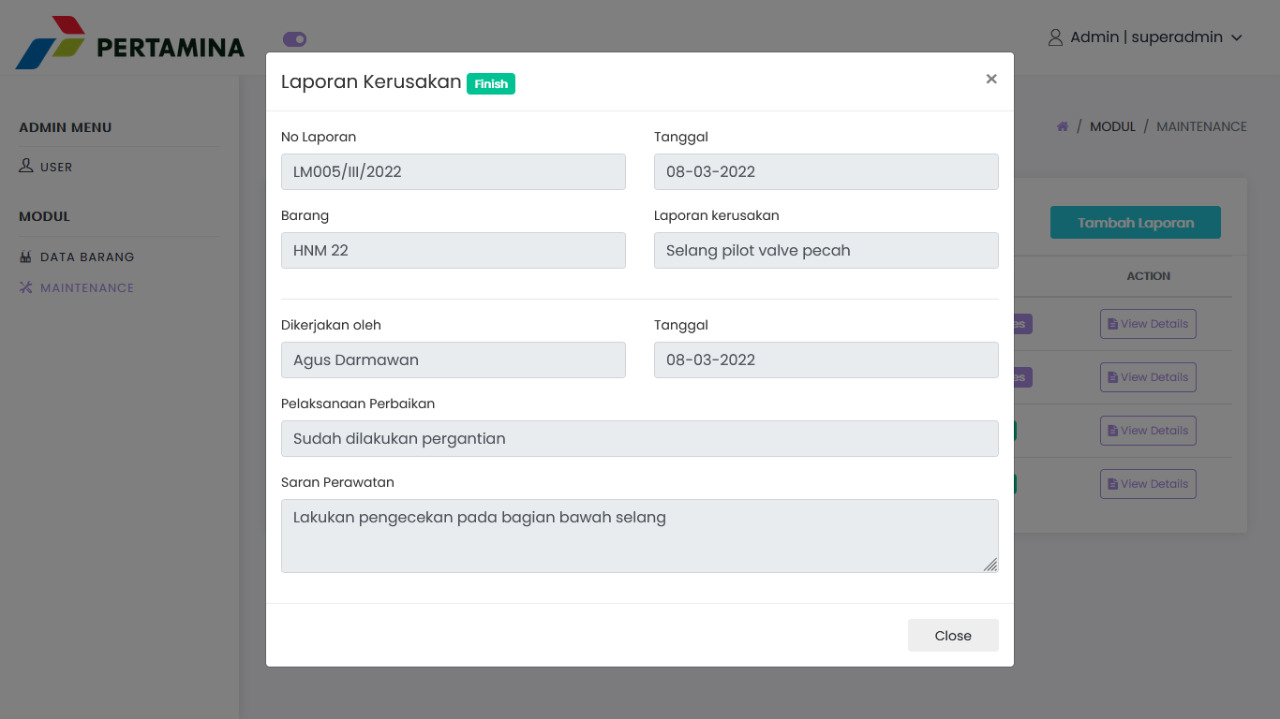 PERTAMINA
Admin | superadmin
Laporan Kerusakan Finish
×
ADMIN MENU
/ MODUL / MAINTENANCE
No Laporan
Tanggal
USER
LM005/III/2022
08-03-2022
MODUL
Barang
Laporan kerusakan
Tambah Laporan
DATA BARANG
HNM 22
Selang pilot valve pecah
MAINTENANCE
ACTION
Dikerjakan oleh
Tanggal
View Details
Agus Darmawan
08-03-2022
View Details
Pelaksanaan Perbaikan
Sudah dilakukan pergantian
View Details
Saran Perawatan
View Details
Lakukan pengecekan pada bagian bawah selang
Close